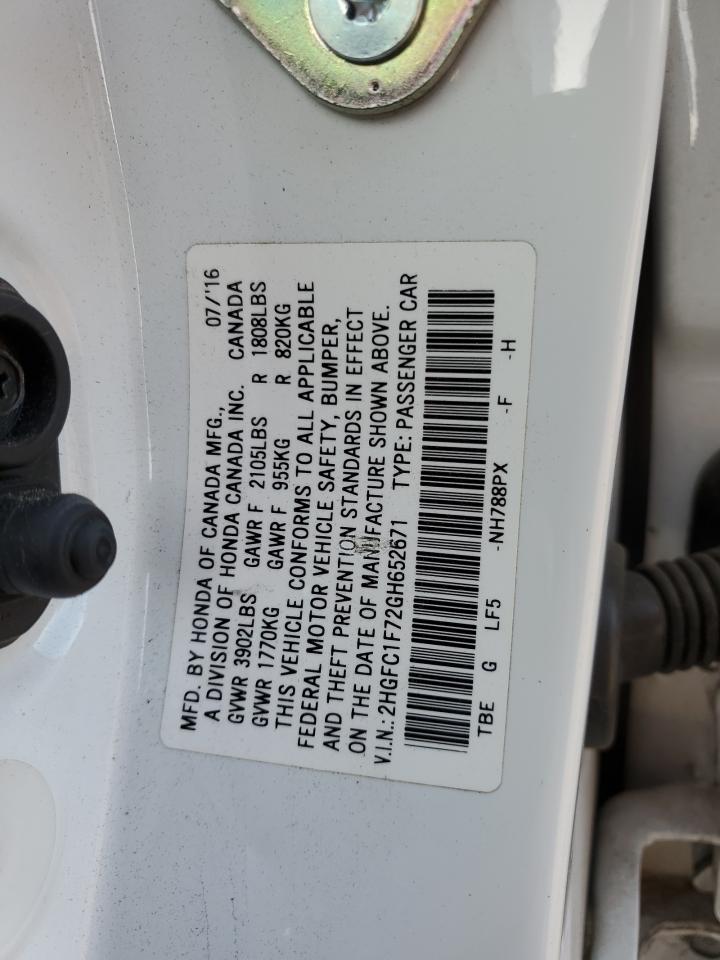 MFD. BY HONDA OF CANADA MFG., 07/'16
A DIVISION OF HONDA CANADA INC. CANADA
GVWR 3902LBS GAWR F 2105LBS R 1808LBS
GVWR 1770KG GAWR F 955KG R 820KG
THIS VEHICLE CONFORMS TO ALL APPLICABLE
FEDERAL MOTOR VEHICLE SAFETY, BUMPER,
AND THEFT PREVENTION STANDARDS IN EFFECT
ON THE DATE OF MANUFACTURE SHOWN ABOVE.
V.I.N.: 2HGFC1F72GH652671 TYPE: PASSENGER CAR
TBE G LF5 -NH788PX -F -H